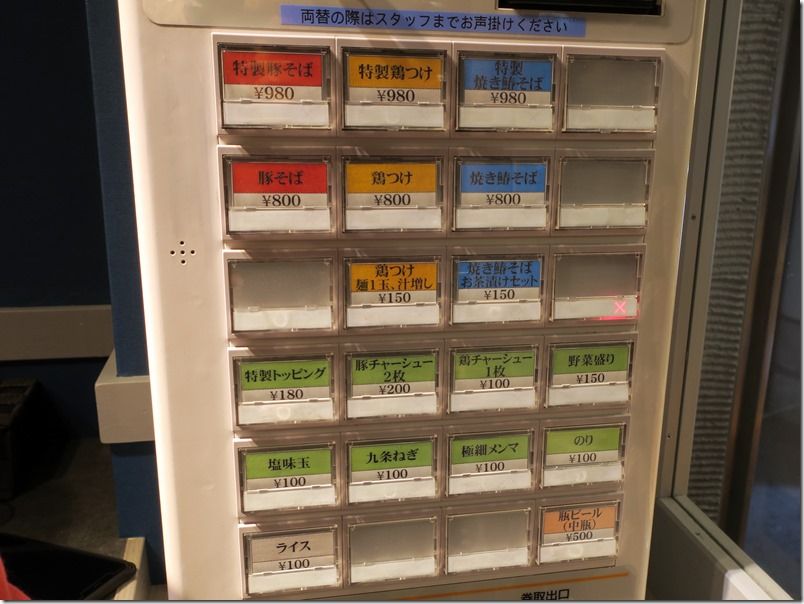 両替の際はスタッフまでお声掛けください
特製豚そば
¥980
特製鶏つけ
¥980
特製
焼き鯵そば
¥980
豚そば
¥800
鶏つけ
¥800
焼き鯵そば
¥800
鶏つけ
麺1玉、汁増し
¥150
焼き鯵そば
お茶漬けセット
¥150
特製トッピング
¥180
豚チャーシュー
2枚
¥200
鶏チャーシュー
1枚
¥100
野菜盛り
¥150
塩味玉
¥100
九条ねぎ
¥100
極細メンマ
¥100
のり
¥100
ライス
¥100
瓶ビール
(中瓶)
¥500
券取出口